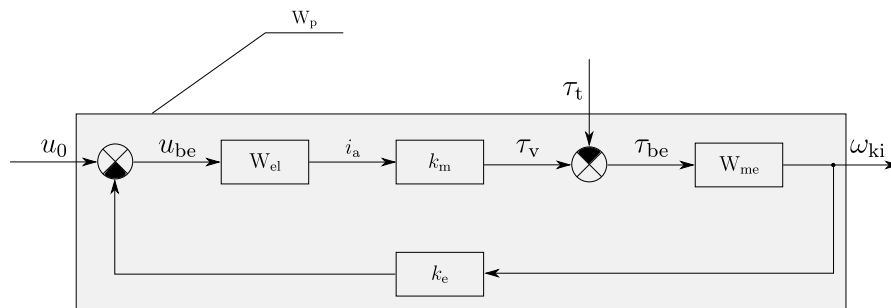 W_p
τ_t
u_0
u_be
W_el
i_a
k_m
τ_v
τ_be
W_me
ω_ki
k_e